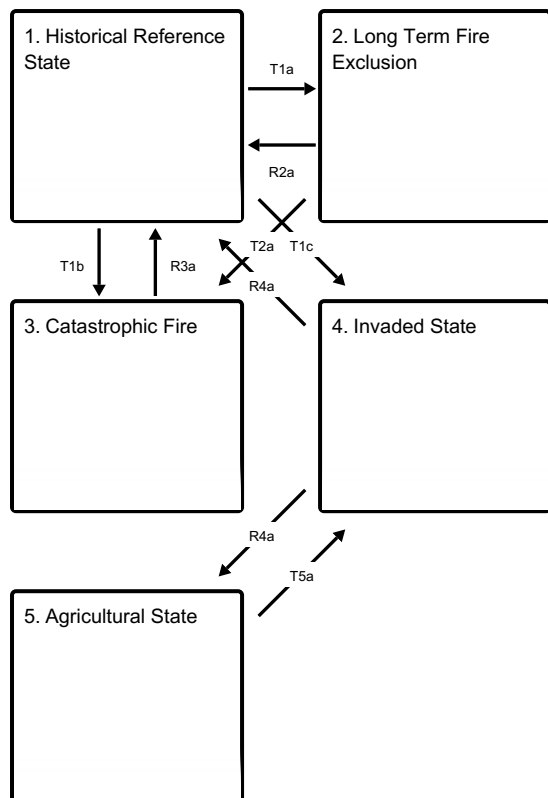 1. Historical Reference
State
2. Long Term Fire
Exclusion
T1a
R2a
T1b
R3a
T2a
T1c
R4a
3. Catastrophic Fire
4. Invaded State
R4a
T5a
5. Agricultural State